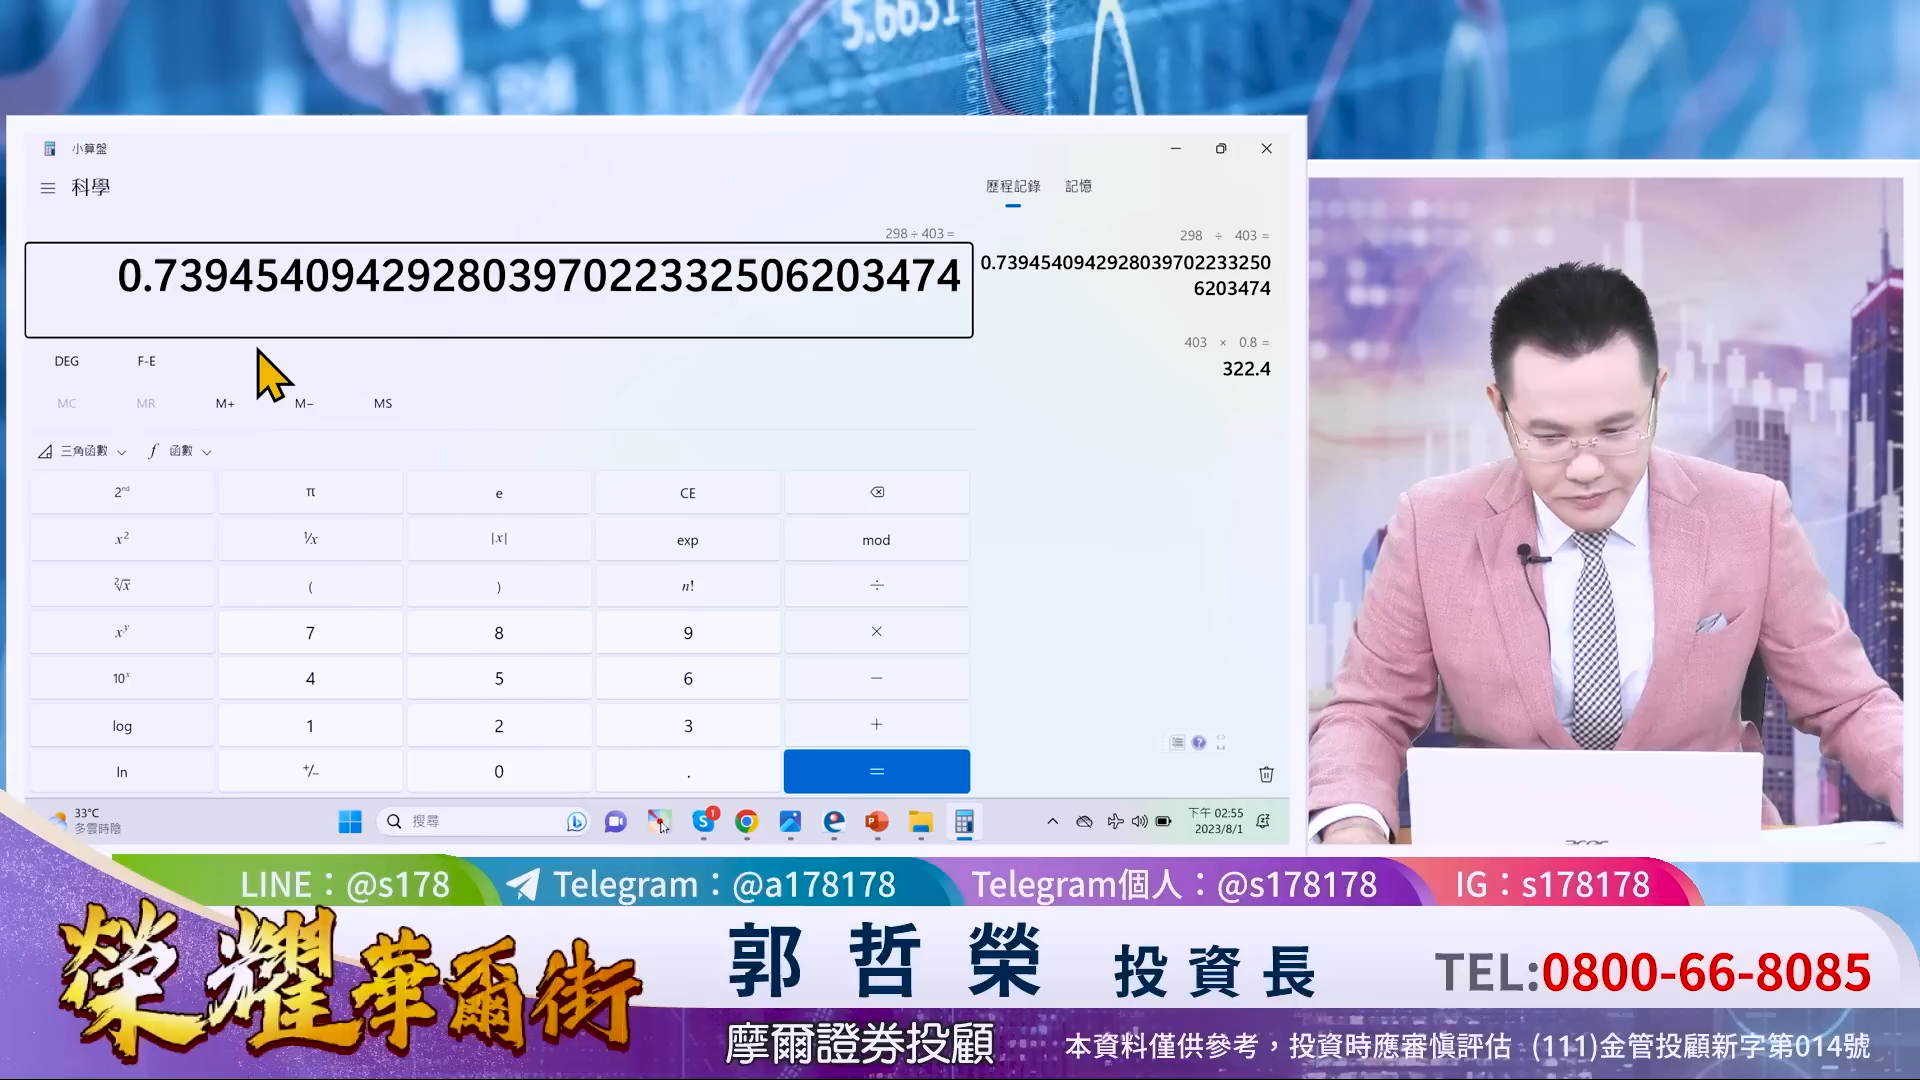 5.6631
小算盤
科學
歷程記錄 記憶
298 ÷ 403 =
0.73945409429280397022332506203474
298 ÷ 403 =
0.7394540942928039702233250
6203474
403 × 0.8 =
322.4
DEG F-E
MC MR M+ M− MS
三角函數 f 函數
2nd π e CE
x² ¹/x |x| exp mod
²√x ( ) n! ÷
xʸ 7 8 9 ×
10ˣ 4 5 6 −
log 1 2 3 +
ln +/− 0 . =
33°C
多雲時陰
搜尋
1
下午 02:55
2023/8/1
acer
LINE：@s178 Telegram：@a178178 Telegram個人：@s178178 IG：s178178
榮耀華爾街
郭哲榮 投資長
TEL:0800-66-8085
摩爾證券投顧
本資料僅供參考，投資時應審慎評估 (111)金管投顧新字第014號